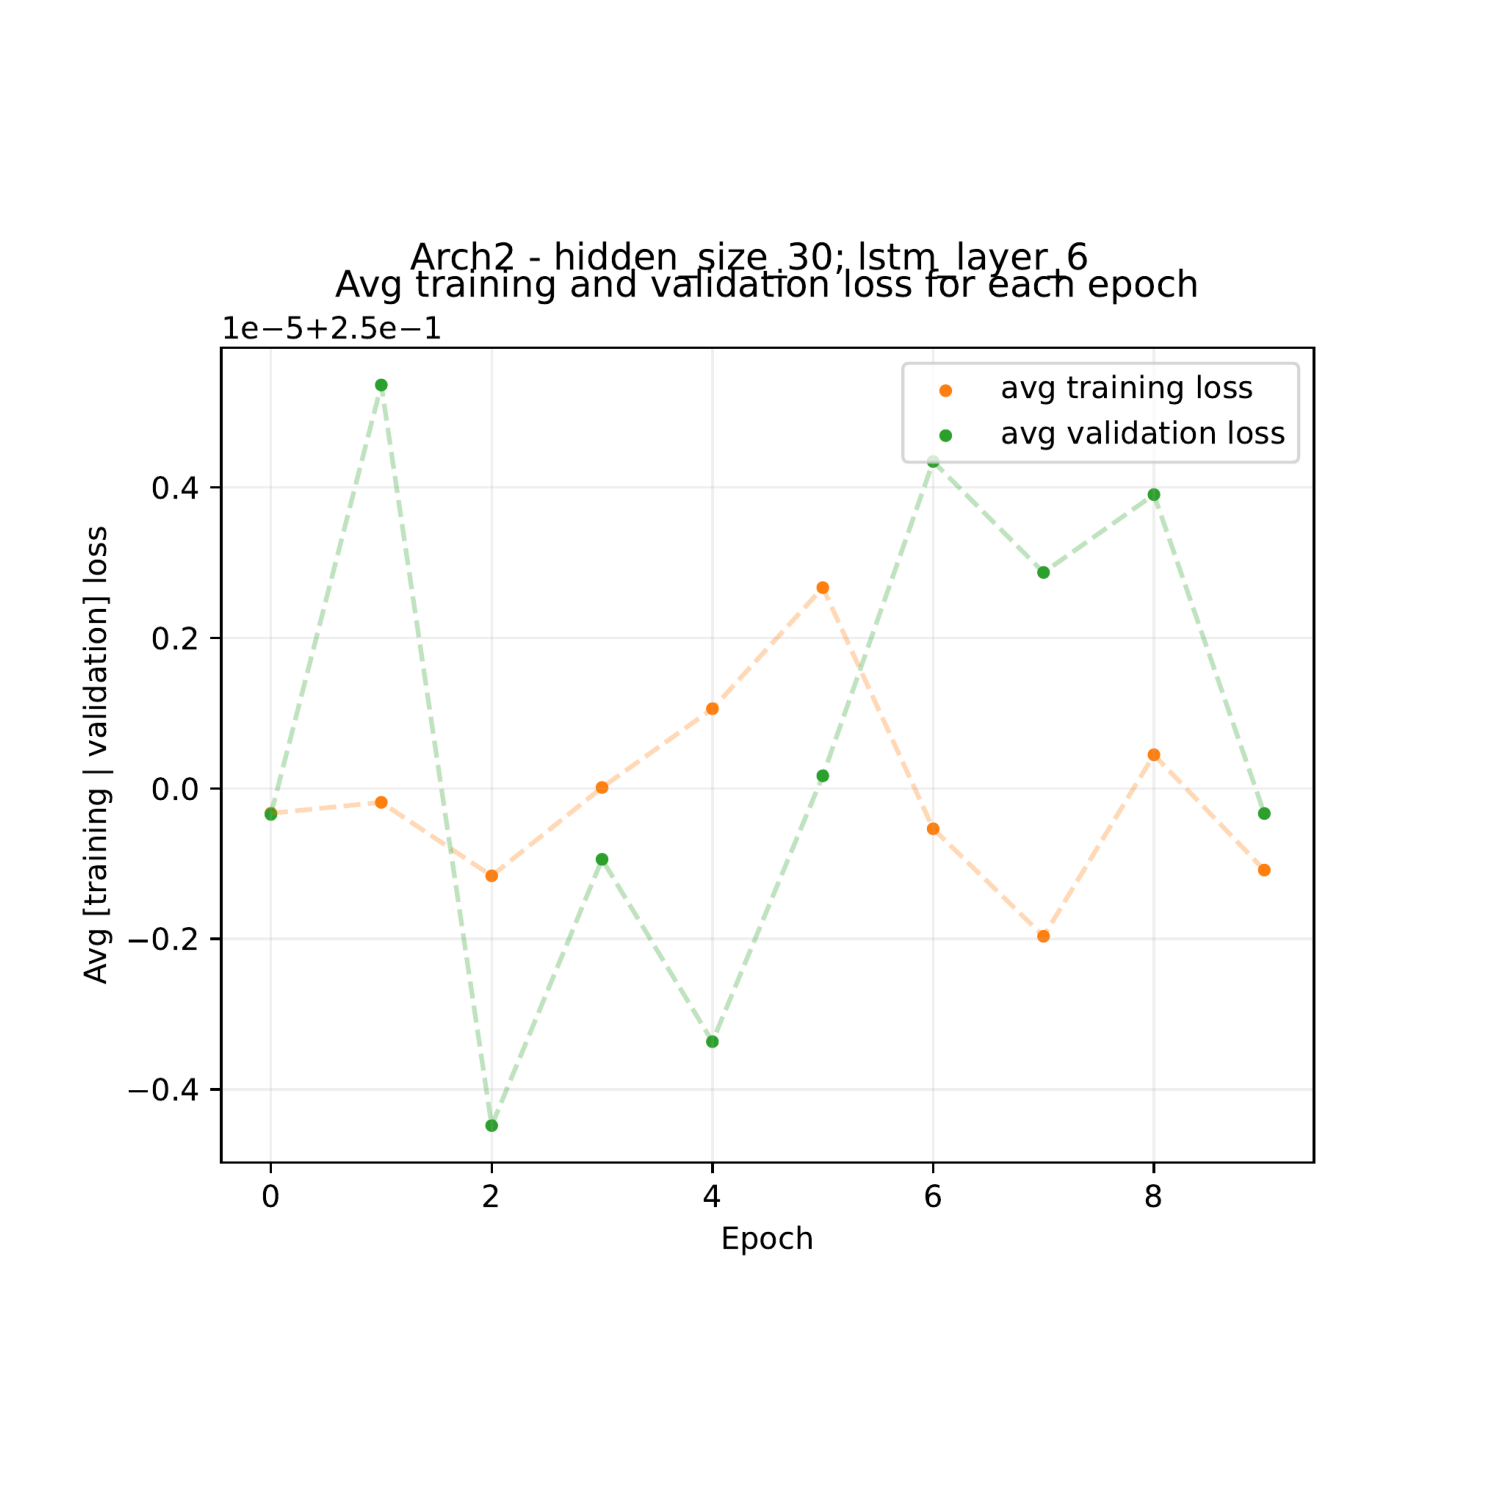 Arch2 - hidden_size_30; lstm_layer_6
Avg training and validation loss for each epoch
1e−5+2.5e−1
avg training loss
avg validation loss
0.4
0.2
0.0
−0.2
−0.4
Avg [training | validation] loss
0 2 4 6 8
Epoch